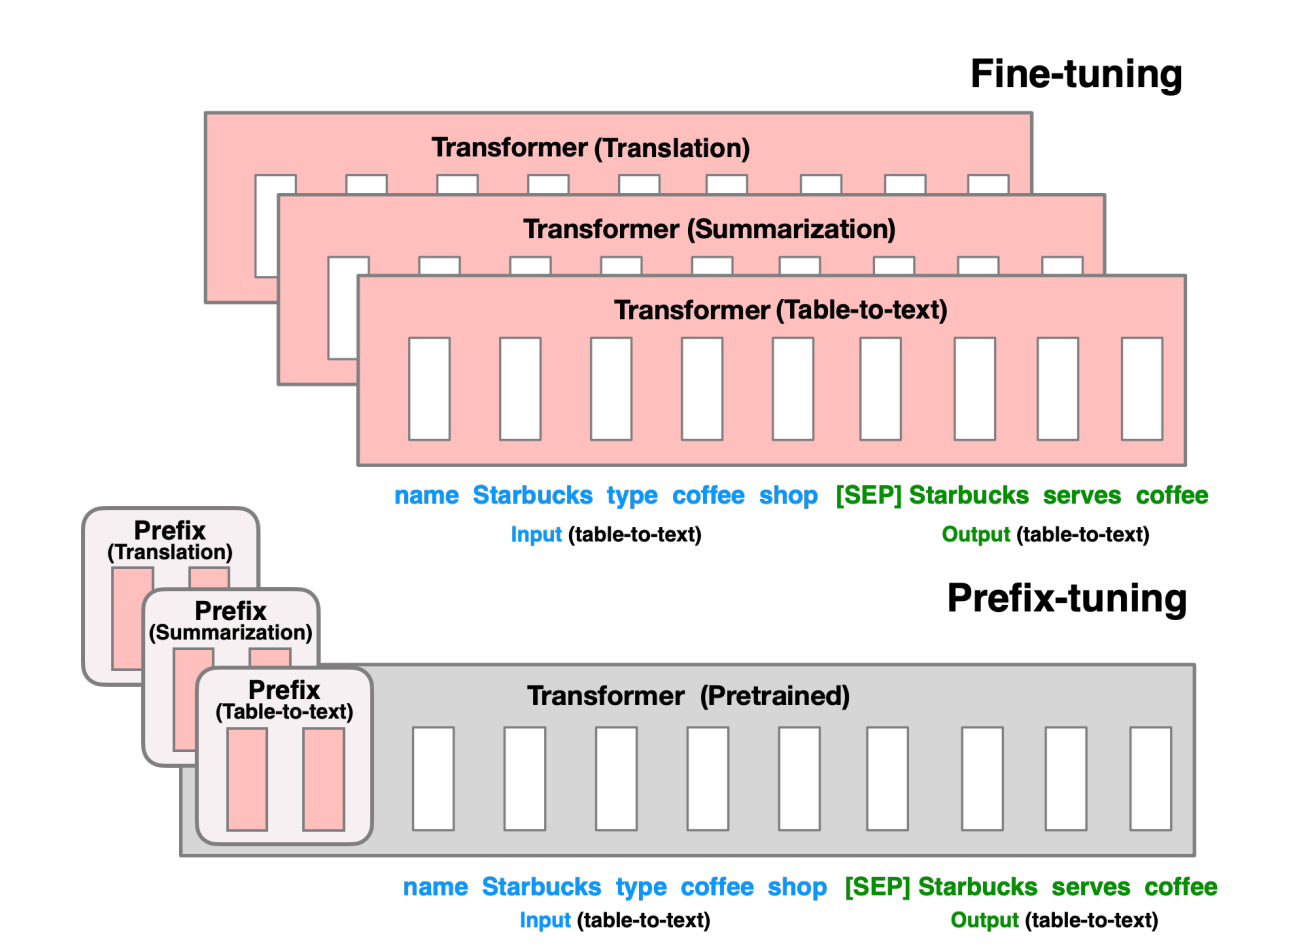 Fine-tuning
Transformer (Translation)
Transformer (Summarization)
Transformer (Table-to-text)
name Starbucks type coffee shop [SEP] Starbucks serves coffee
Input (table-to-text) Output (table-to-text)
Prefix
(Translation)
Prefix-tuning
Prefix
(Summarization)
Prefix
(Table-to-text)
Transformer (Pretrained)
name Starbucks type coffee shop [SEP] Starbucks serves coffee
Input (table-to-text) Output (table-to-text)